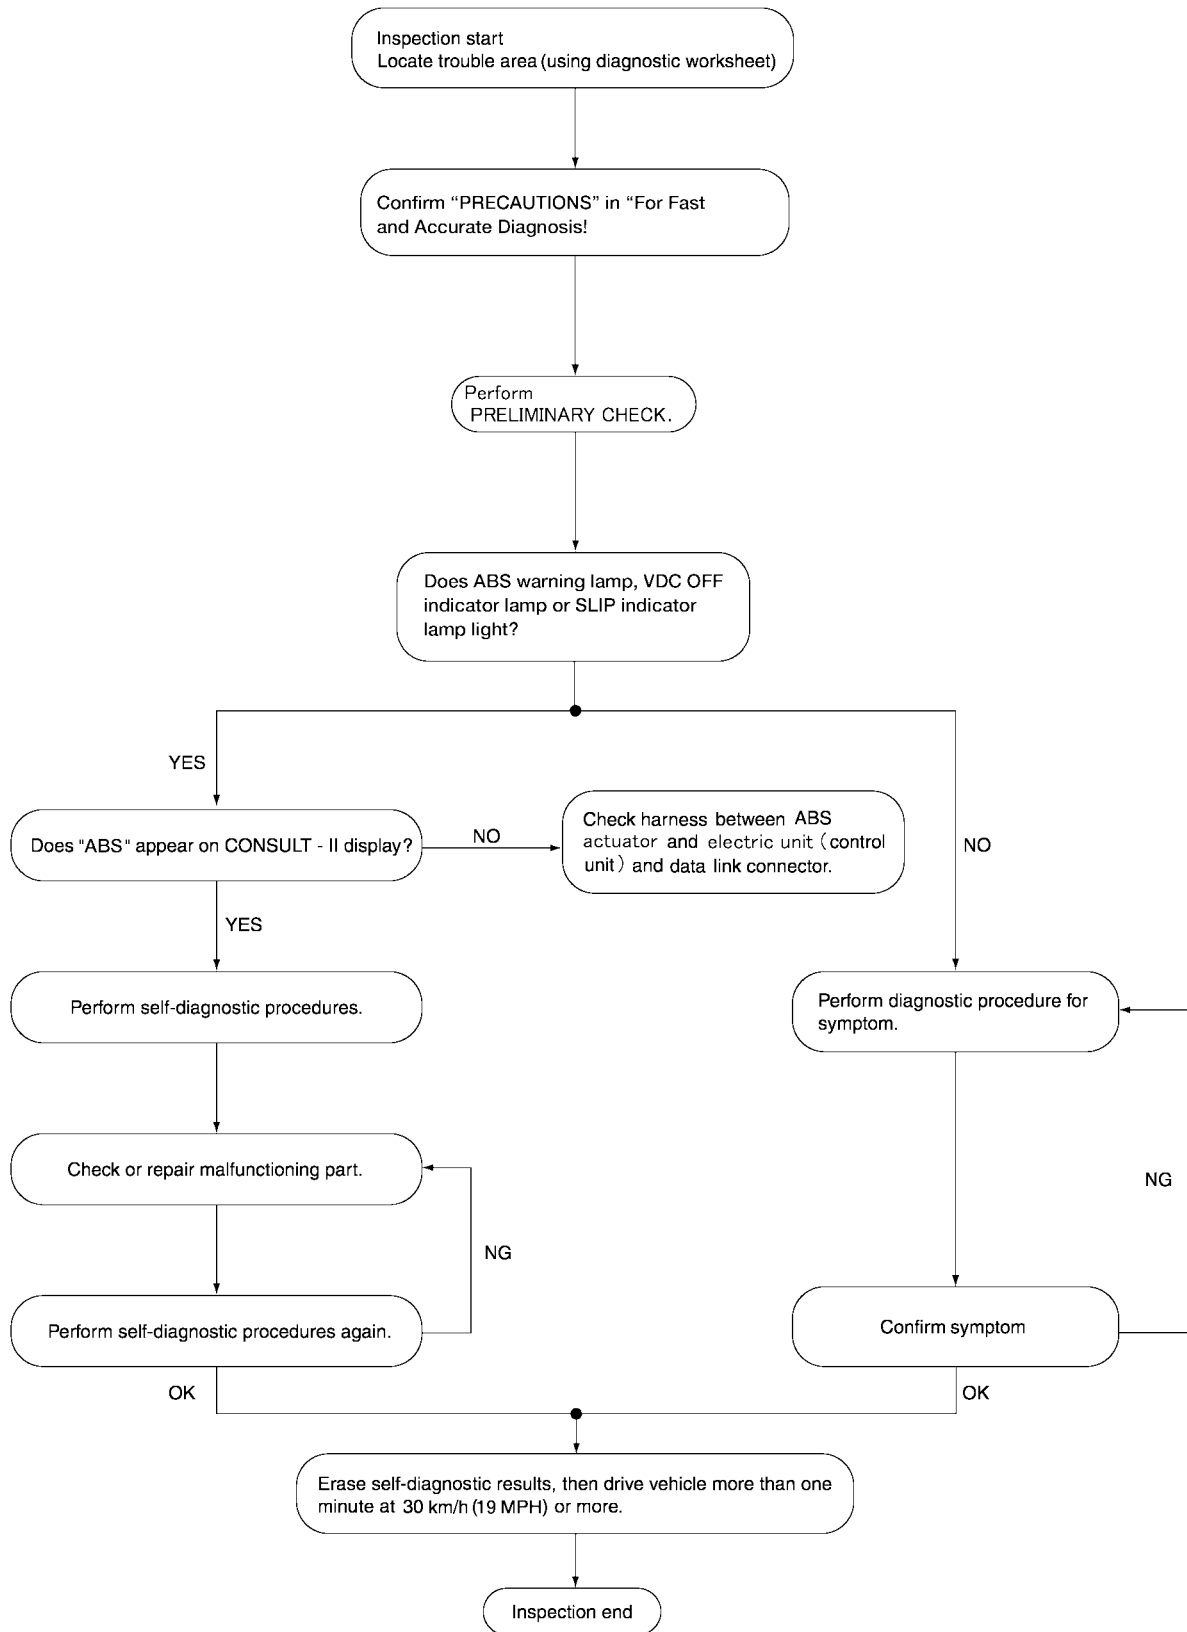 Inspection start
Locate trouble area (using diagnostic worksheet)
Confirm “PRECAUTIONS” in “For Fast
and Accurate Diagnosis!
Perform
PRELIMINARY CHECK.
Does ABS warning lamp, VDC OFF
indicator lamp or SLIP indicator
lamp light?
YES
NO
Does "ABS" appear on CONSULT - II display?
NO
Check harness between ABS
actuator and electric unit (control
unit) and data link connector.
YES
Perform self-diagnostic procedures.
Perform diagnostic procedure for
symptom.
Check or repair malfunctioning part.
NG
NG
Perform self-diagnostic procedures again.
Confirm symptom
OK
OK
Erase self-diagnostic results, then drive vehicle more than one
minute at 30 km/h (19 MPH) or more.
Inspection end